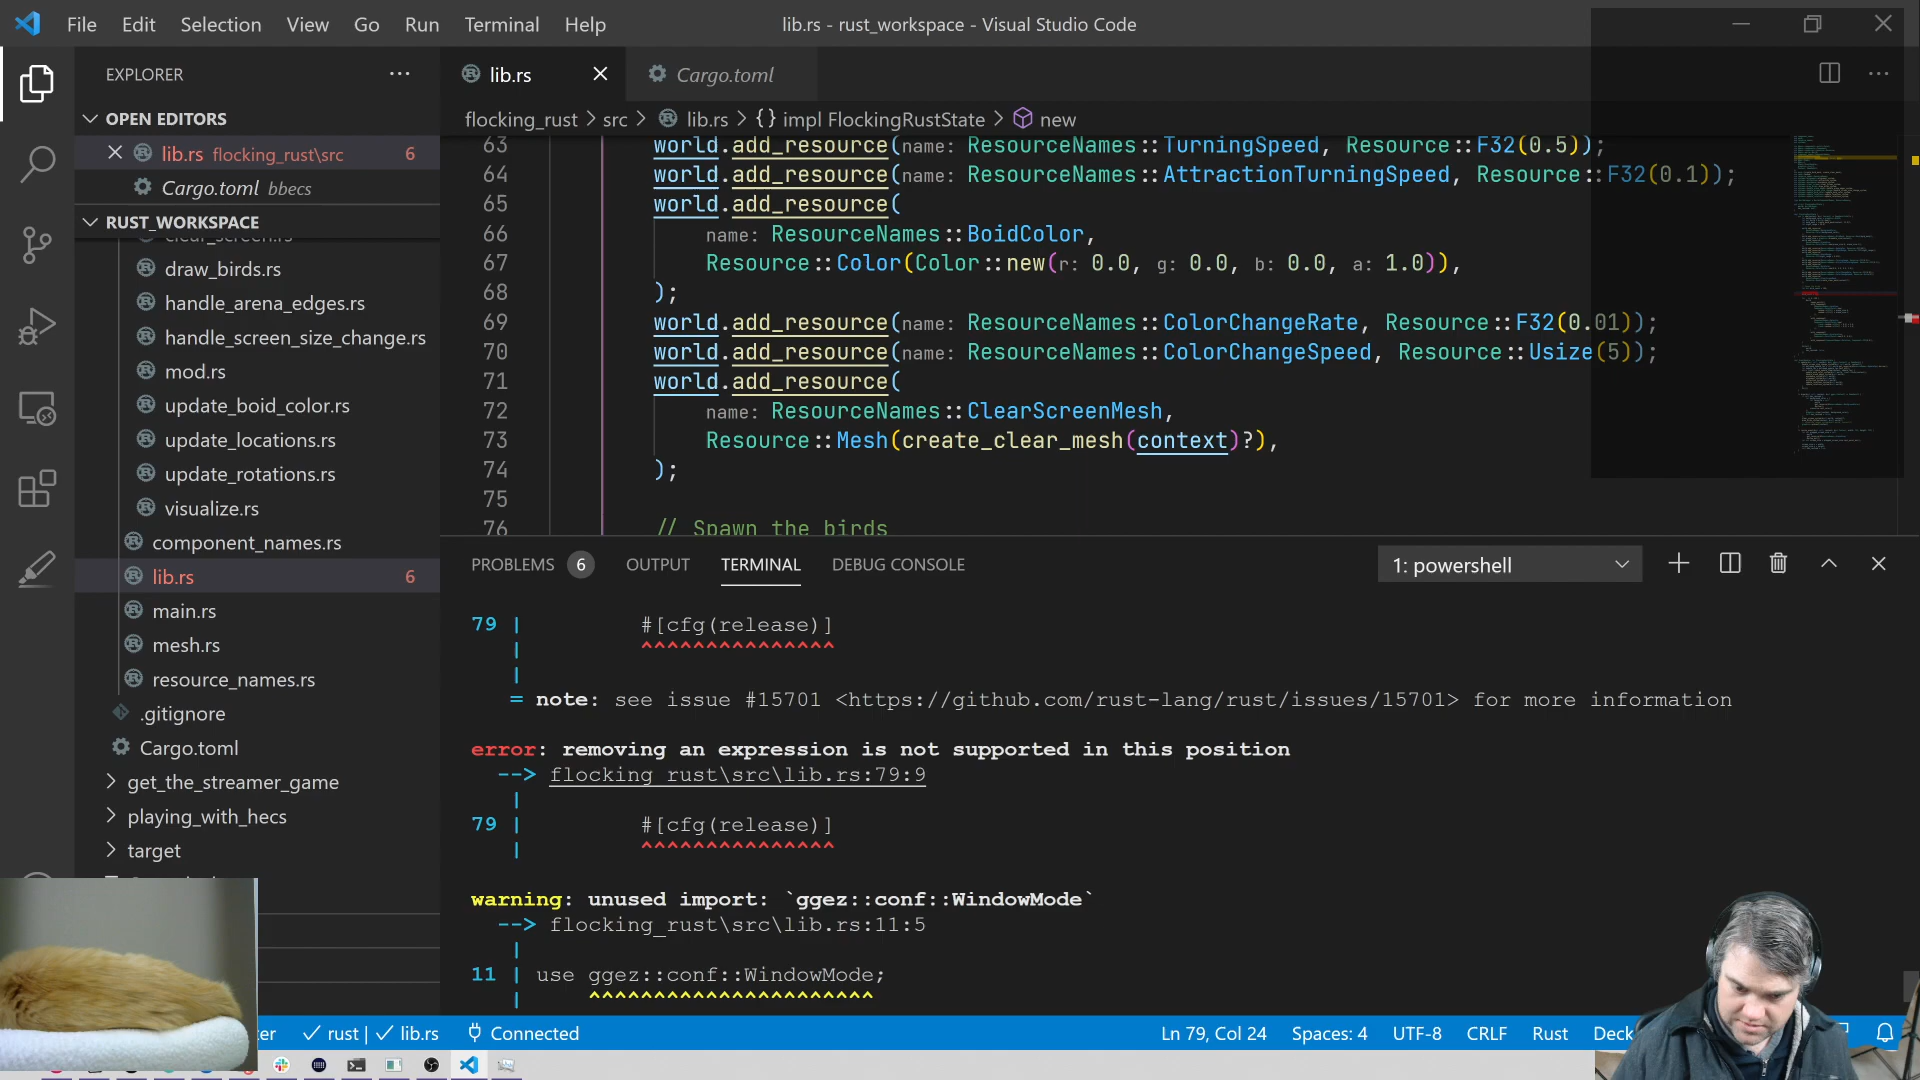 File Edit Selection View Go Run Terminal Help
lib.rs - rust_workspace - Visual Studio Code
EXPLORER
OPEN EDITORS
lib.rs flocking_rust\src 6
Cargo.toml bbecs
RUST_WORKSPACE
clear_screen.rs
draw_birds.rs
handle_arena_edges.rs
handle_screen_size_change.rs
mod.rs
update_boid_color.rs
update_locations.rs
update_rotations.rs
visualize.rs
component_names.rs
lib.rs 6
main.rs
mesh.rs
resource_names.rs
.gitignore
Cargo.toml
get_the_streamer_game
playing_with_hecs
target
lib.rs
Cargo.toml
flocking_rust > src > lib.rs > {} impl FlockingRustState > new
63 world.add_resource(name: ResourceNames::TurningSpeed, Resource::F32(0.5));
64 world.add_resource(name: ResourceNames::AttractionTurningSpeed, Resource::F32(0.1));
65 world.add_resource(
66 name: ResourceNames::BoidColor,
67 Resource::Color(Color::new(r: 0.0, g: 0.0, b: 0.0, a: 1.0)),
68 );
69 world.add_resource(name: ResourceNames::ColorChangeRate, Resource::F32(0.01));
70 world.add_resource(name: ResourceNames::ColorChangeSpeed, Resource::Usize(5));
71 world.add_resource(
72 name: ResourceNames::ClearScreenMesh,
73 Resource::Mesh(create_clear_mesh(context)?),
74 );
75
76 // Spawn the birds
PROBLEMS 6 OUTPUT TERMINAL DEBUG CONSOLE
1: powershell
79 | #[cfg(release)]
| ^^^^^^^^^^^^^^^
|
= note: see issue #15701 <https://github.com/rust-lang/rust/issues/15701> for more information
error: removing an expression is not supported in this position
--> flocking_rust\src\lib.rs:79:9
|
79 | #[cfg(release)]
| ^^^^^^^^^^^^^^^
warning: unused import: `ggez::conf::WindowMode`
--> flocking_rust\src\lib.rs:11:5
|
11 | use ggez::conf::WindowMode;
| ^^^^^^^^^^^^^^^^^^^^^^
rust | lib.rs Connected
Ln 79, Col 24 Spaces: 4 UTF-8 CRLF Rust